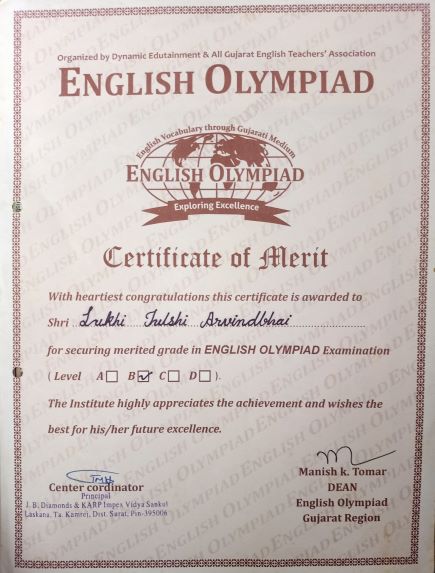 Organized by Dynamic Edutainment & All Gujarat English Teachers' Association
ENGLISH OLYMPIAD
English Vocabulary through Gujarati Medium
ENGLISH OLYMPIAD
Exploring Excellence
Certificate of Merit
With heartiest congratulations this certificate is awarded to
Shri Lukhi Tulshi Arvindbhai
for securing merited grade in ENGLISH OLYMPIAD Examination
( Level A☐ B☑ C☐ D☐ ).
The Institute highly appreciates the achievement and wishes the
best for his/her future excellence.
Center cordinator
Principal
J. B. Diamonds & KARP Impex Vidya Sankul
Laskana, Ta. Kamrej, Dist. Surat, Pin-395006
Manish k. Tomar
DEAN
English Olympiad
Gujarat Region